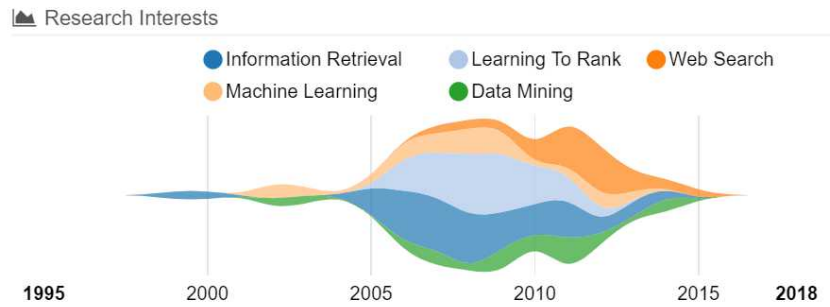 Research Interests
Information Retrieval Learning To Rank Web Search
Machine Learning Data Mining
1995 2000 2005 2010 2015 2018